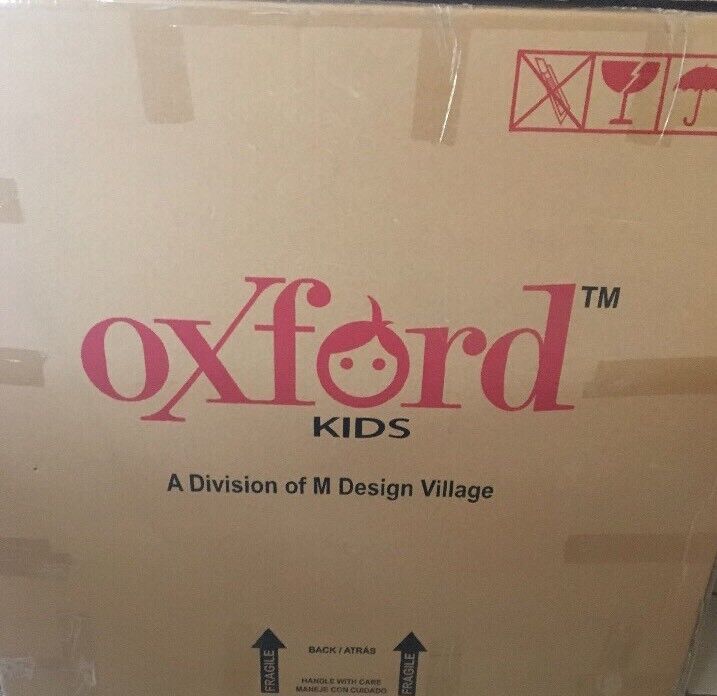 oxford™
KIDS
A Division of M Design Village
BACK / ATRÁS
FRAGILE
FRAGILE
HANDLE WITH CARE
MANEJE CON CUIDADO